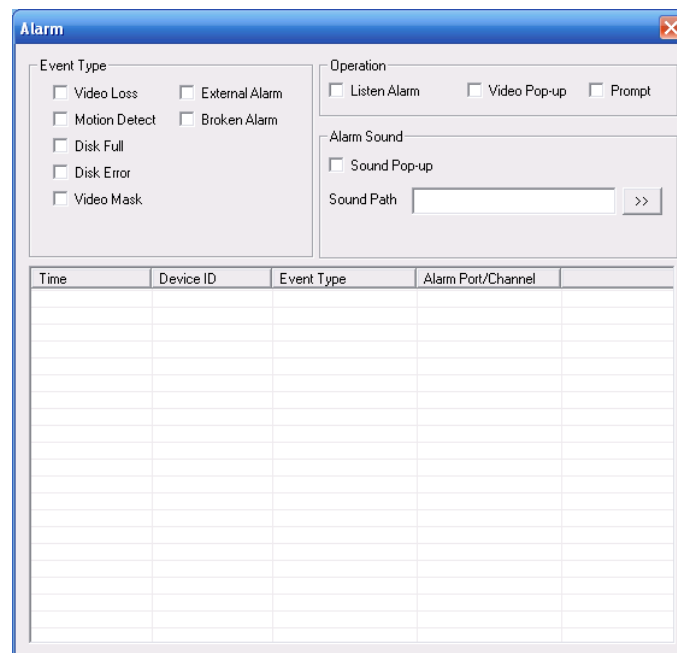 Alarm
Event Type
Video Loss External Alarm
Motion Detect Broken Alarm
Disk Full
Disk Error
Video Mask
Operation
Listen Alarm Video Pop-up Prompt
Alarm Sound
Sound Pop-up
Sound Path >>
Time Device ID Event Type Alarm Port/Channel